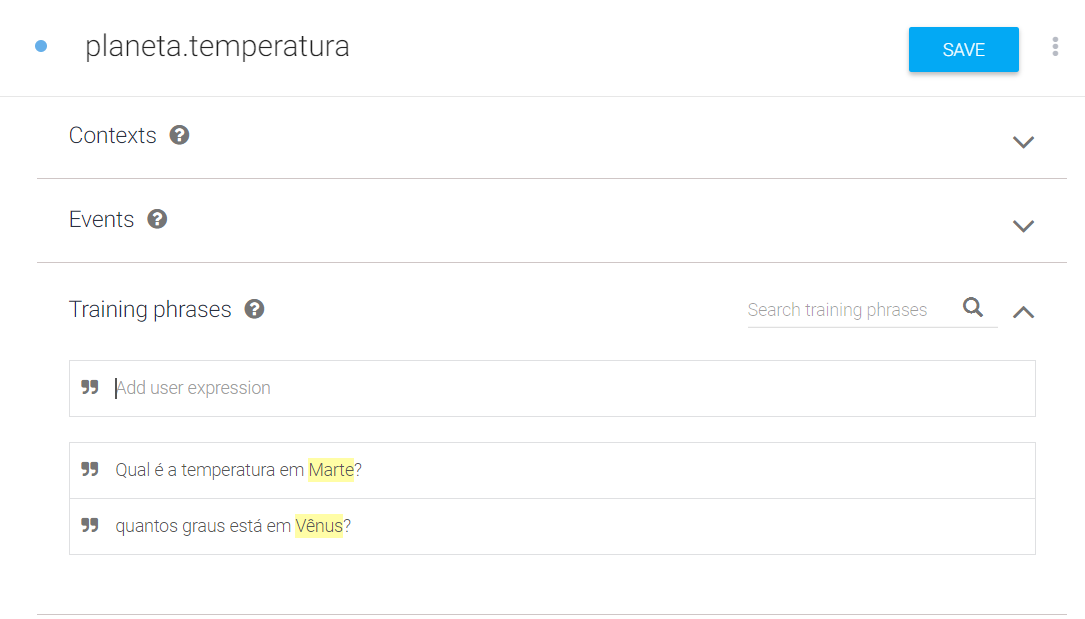 planeta.temperatura
SAVE
Contexts
Events
Training phrases
Search training phrases
Add user expression
Qual é a temperatura em Marte?
quantos graus está em Vênus?